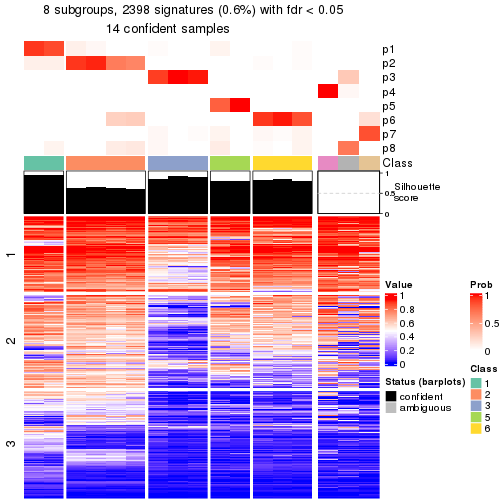 8 subgroups, 2398 signatures (0.6%) with fdr < 0.05
14 confident samples
p1
p2
p3
p4
p5
p6
p7
p8
Class
1
0.5
0
Silhouette
score
1
2
3
Value
1
0.8
0.6
0.4
0.2
0
Prob
1
0.5
0
Status (barplots)
confident
ambiguous
Class
1
2
3
5
6